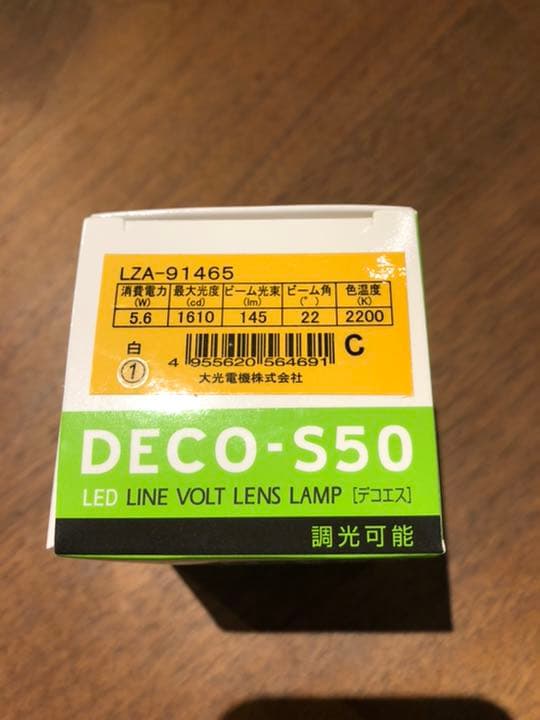 LZA-91465
消費電力(W) 最大光度(cd) ビーム光束(lm) ビーム角(°) 色温度(K)
5.6 1610 145 22 2200
白
① 4 955620 564691 C
大光電機株式会社
DECO-S50
LED LINE VOLT LENS LAMP [デコエス]
調光可能